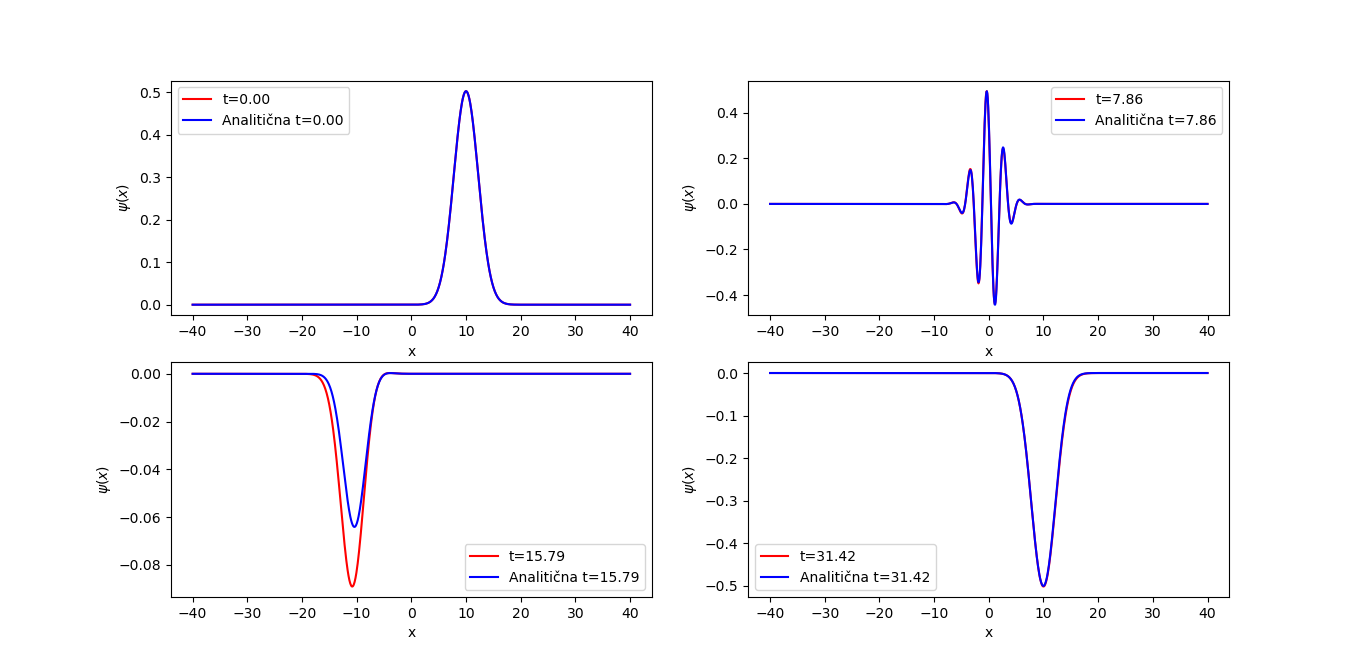 t=0.00
Analitična t=0.00
ψ(x)
0.5
0.4
0.3
0.2
0.1
0.0
−40 −30 −20 −10 0 10 20 30 40
x
t=7.86
Analitična t=7.86
ψ(x)
0.4
0.2
0.0
−0.2
−0.4
−40 −30 −20 −10 0 10 20 30 40
x
ψ(x)
0.00
−0.02
−0.04
−0.06
−0.08
t=15.79
Analitična t=15.79
−40 −30 −20 −10 0 10 20 30 40
x
ψ(x)
0.0
−0.1
−0.2
−0.3
−0.4
−0.5
t=31.42
Analitična t=31.42
−40 −30 −20 −10 0 10 20 30 40
x